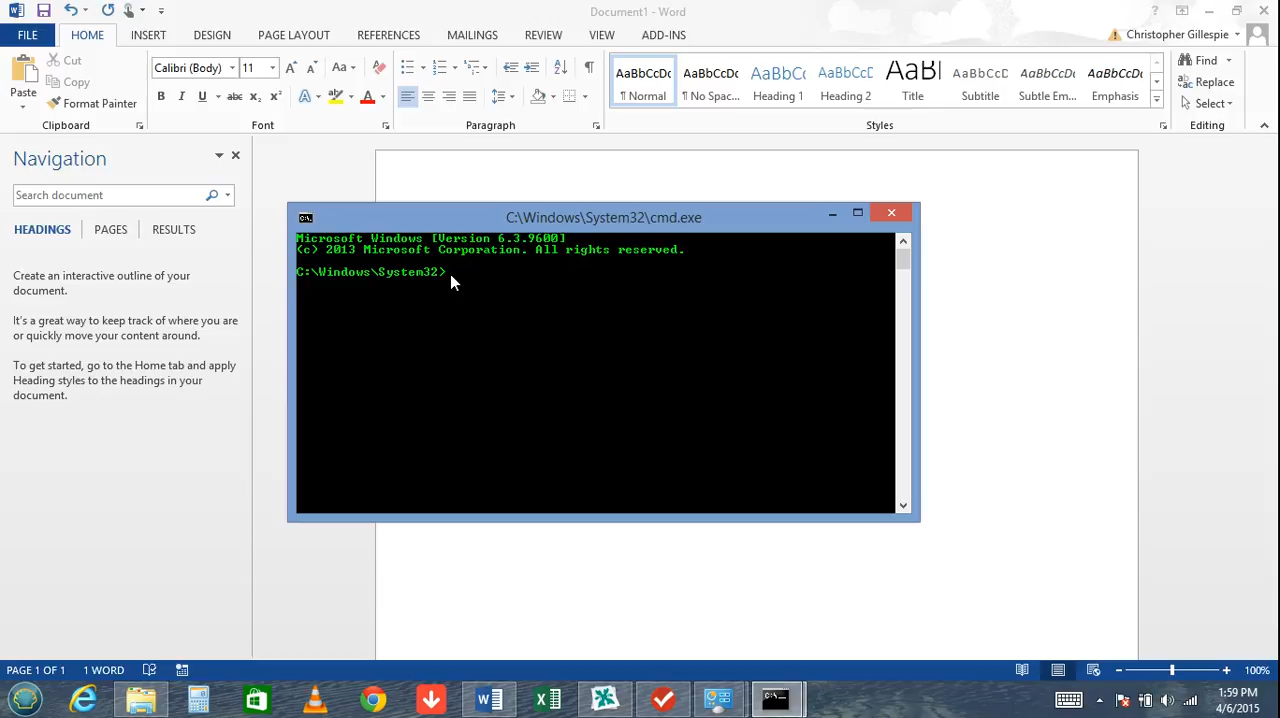 Document1 - Word
FILE HOME INSERT DESIGN PAGE LAYOUT REFERENCES MAILINGS REVIEW VIEW ADD-INS
Christopher Gillespie
Paste
Cut
Copy
Format Painter
Clipboard
Calibri (Body) 11
Font
Paragraph
AaBbCcDc AaBbCcDc AaBbCc AaBbCcC AaBl AaBbCcD AaBbCcDc AaBbCcDc
¶ Normal ¶ No Spac... Heading 1 Heading 2 Title Subtitle Subtle Em... Emphasis
Styles
Find
Replace
Select
Editing
Navigation
Search document
HEADINGS PAGES RESULTS
Create an interactive outline of your
document.
It's a great way to keep track of where you are
or quickly move your content around.
To get started, go to the Home tab and apply
Heading styles to the headings in your
document.
C:\Windows\System32\cmd.exe
Microsoft Windows [Version 6.3.9600]
(c) 2013 Microsoft Corporation. All rights reserved.
C:\Windows\System32>
PAGE 1 OF 1 1 WORD
100%
1:59 PM
4/6/2015